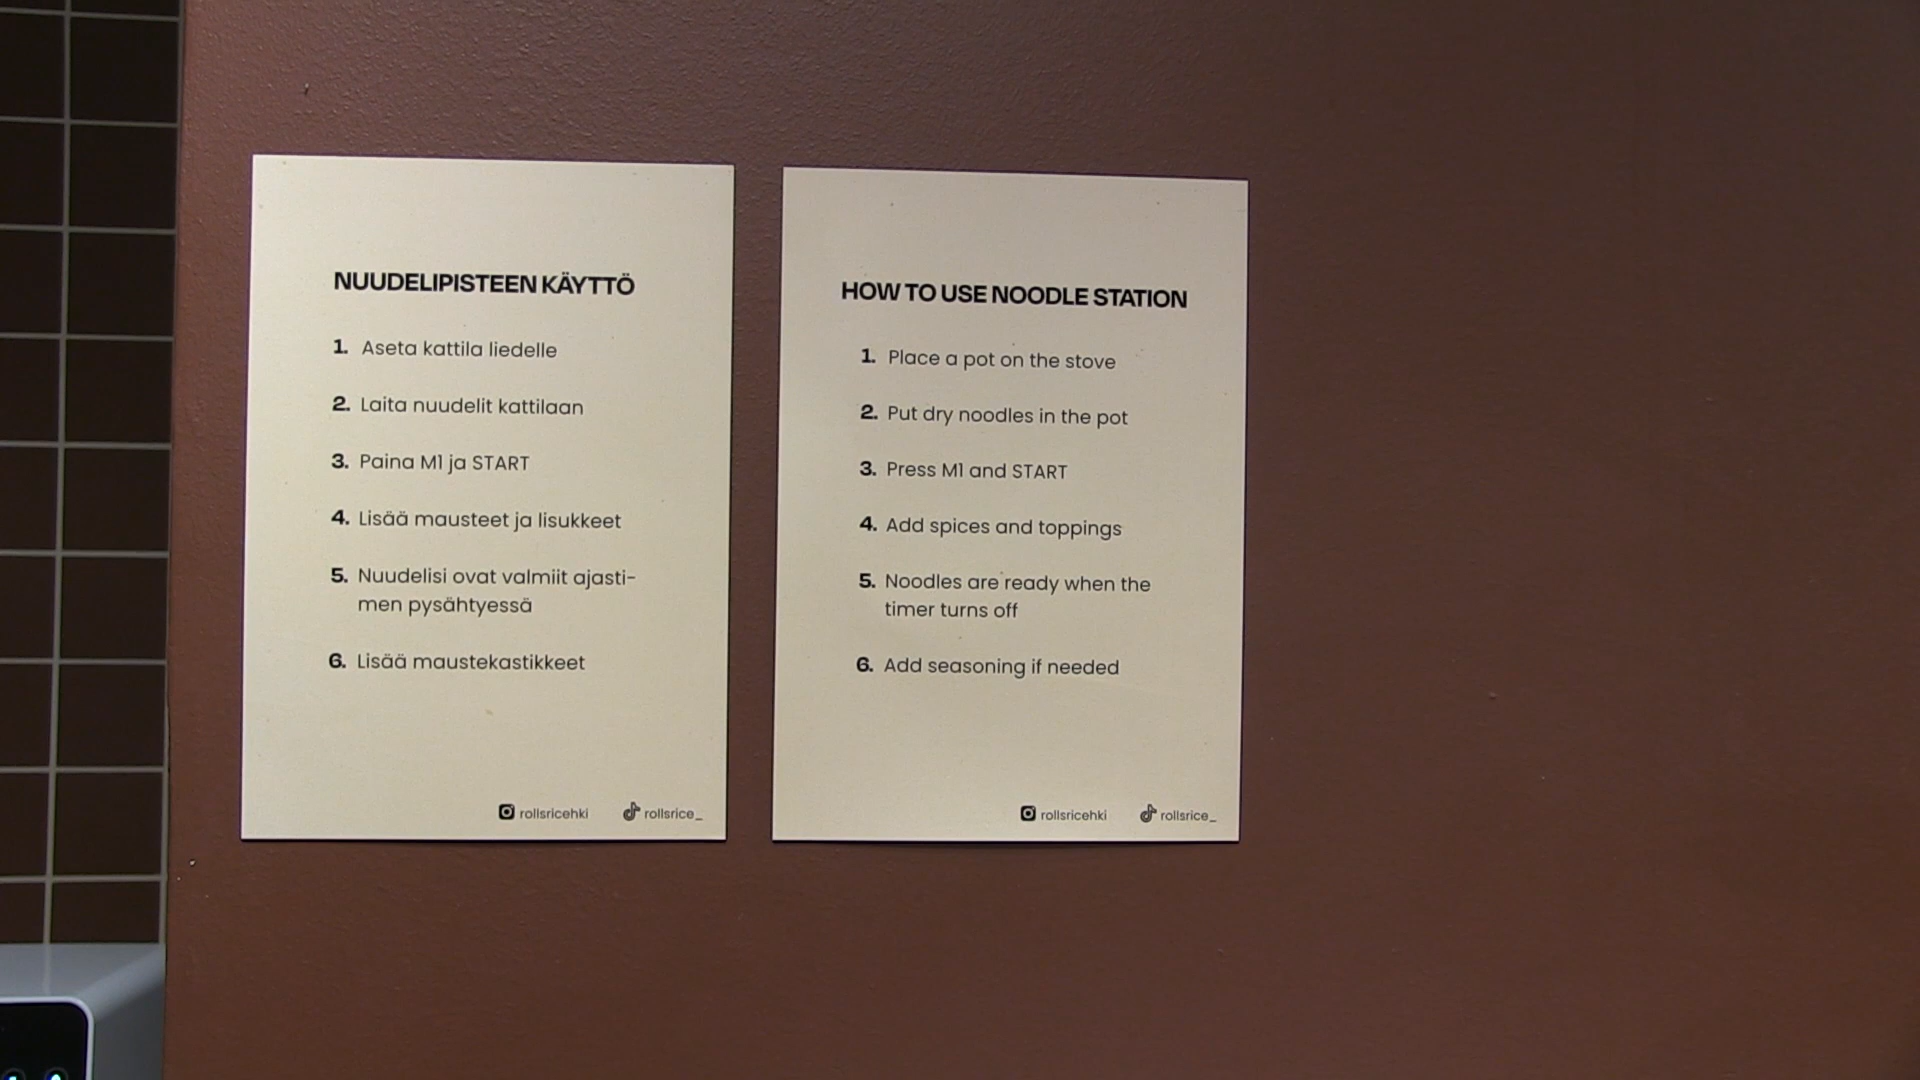 NUUDELIPISTEEN KÄYTTÖ
1. Aseta kattila liedelle
2. Laita nuudelit kattilaan
3. Paina M1 ja START
4. Lisää mausteet ja lisukkeet
5. Nuudelisi ovat valmiit ajasti-
men pysähtyessä
6. Lisää maustekastikkeet
rollsricehki rollsrice_
HOW TO USE NOODLE STATION
1. Place a pot on the stove
2. Put dry noodles in the pot
3. Press M1 and START
4. Add spices and toppings
5. Noodles are ready when the
timer turns off
6. Add seasoning if needed
rollsricehki rollsrice_